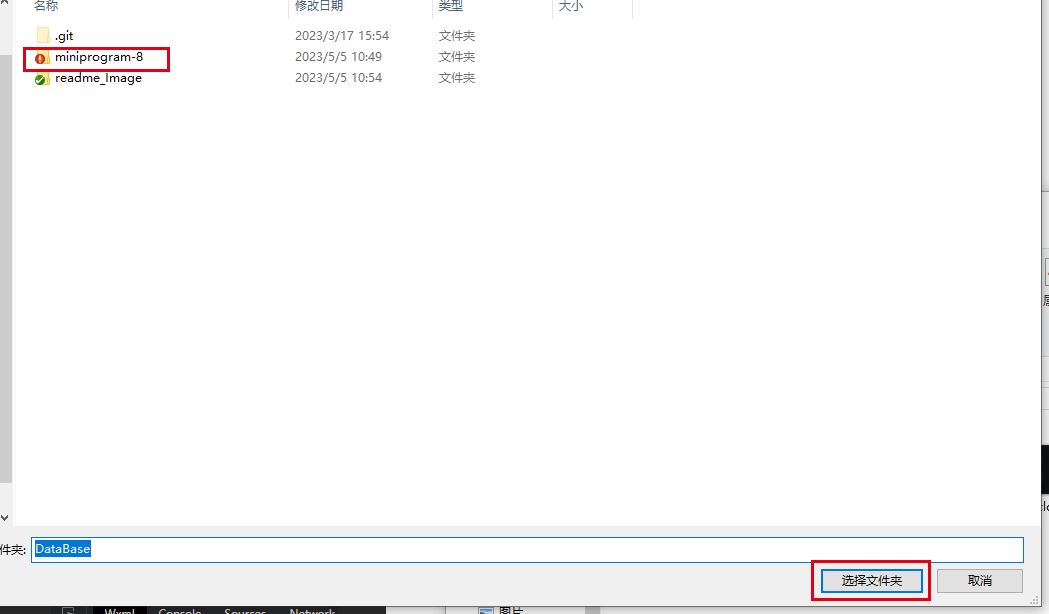 名称 修改日期 类型 大小
.git 2023/3/17 15:54 文件夹
miniprogram-8 2023/5/5 10:49 文件夹
readme_Image 2023/5/5 10:54 文件夹
件夹: DataBase
选择文件夹 取消
Wxml Console Sources Network 图片